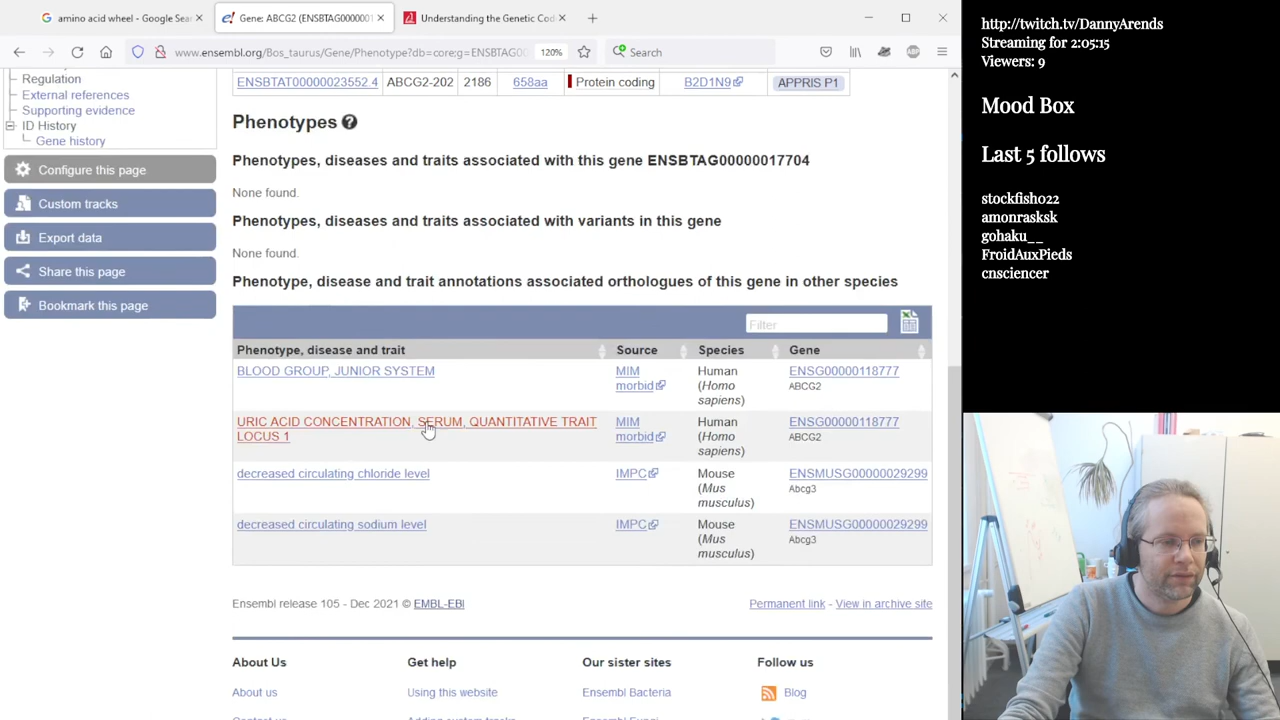 amino acid wheel - Google Sear
Gene: ABCG2 (ENSBTAG0000001
Understanding the Genetic Cod
www.ensembl.org/Bos_taurus/Gene/Phenotype?db=core;g=ENSBTAG00
120%
Search
http://twitch.tv/DannyArends
Streaming for 2:05:15
Viewers: 9
Mood Box
Last 5 follows
stockfish022
amonrasksk
gohaku__
FroidAuxPieds
cnsciencer
Regulation
External references
Supporting evidence
ID History
Gene history
Configure this page
Custom tracks
Export data
Share this page
Bookmark this page
ENSBTAT00000023552.4 ABCG2-202 2186 658aa Protein coding B2D1N9 APPRIS P1
Phenotypes
Phenotypes, diseases and traits associated with this gene ENSBTAG00000017704
None found.
Phenotypes, diseases and traits associated with variants in this gene
None found.
Phenotype, disease and trait annotations associated orthologues of this gene in other species
Filter
Phenotype, disease and trait Source Species Gene
BLOOD GROUP, JUNIOR SYSTEM MIM Human ENSG00000118777
morbid (Homo ABCG2
sapiens)
URIC ACID CONCENTRATION, SERUM, QUANTITATIVE TRAIT MIM Human ENSG00000118777
LOCUS 1 morbid (Homo ABCG2
sapiens)
decreased circulating chloride level IMPC Mouse ENSMUSG00000029299
(Mus Abcg3
musculus)
decreased circulating sodium level IMPC Mouse ENSMUSG00000029299
(Mus Abcg3
musculus)
Ensembl release 105 - Dec 2021 © EMBL-EBI
Permanent link - View in archive site
About Us Get help Our sister sites Follow us
About us Using this website Ensembl Bacteria Blog